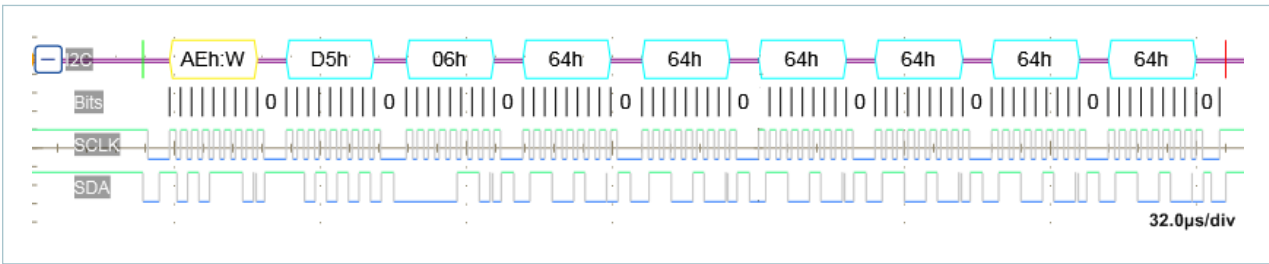 I2C AEh:W D5h 06h 64h 64h 64h 64h 64h 64h
Bits 0 0 0 0 0 0 0 0 0
SCLK
SDA
32.0µs/div